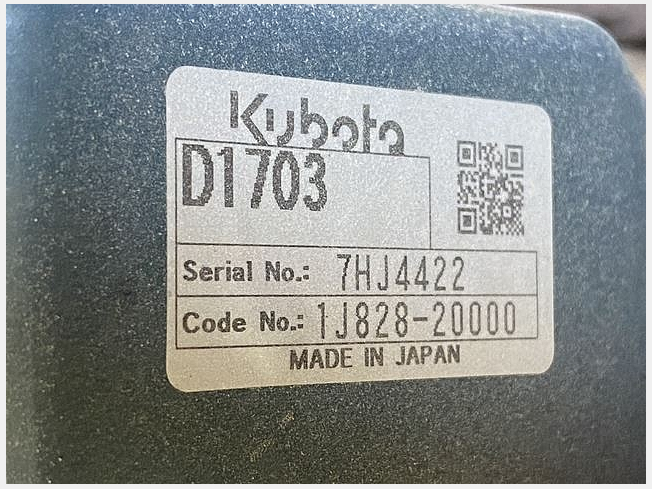 Kubota
D1703
Serial No.: 7HJ4422
Code No.: 1J828-20000
MADE IN JAPAN